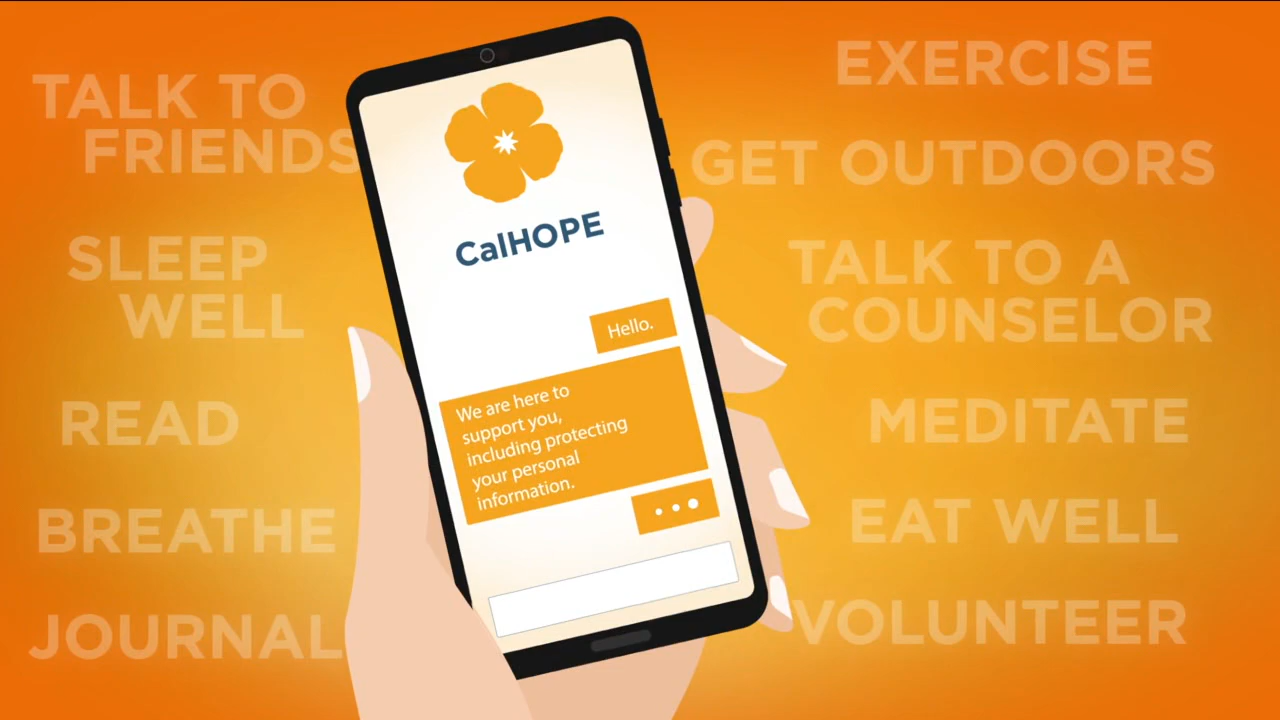 TALK TO
FRIENDS
SLEEP
WELL
READ
BREATHE
JOURNAL
CalHOPE
Hello.
We are here to
support you,
including protecting
your personal
information.
EXERCISE
GET OUTDOORS
TALK TO A
COUNSELOR
MEDITATE
EAT WELL
VOLUNTEER